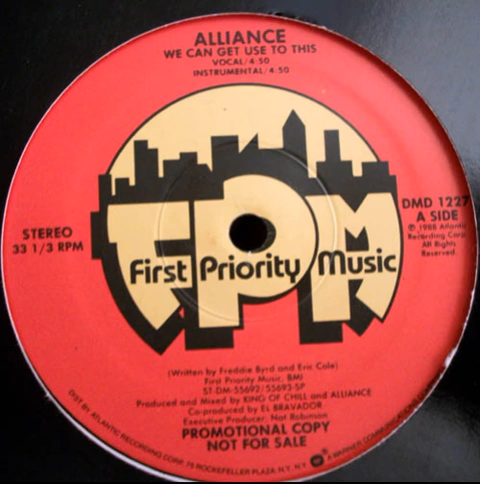 ALLIANCE
WE CAN GET USE TO THIS
VOCAL/4:50
INSTRUMENTAL/4:50
STEREO
33 1/3 RPM
DMD 1227
A SIDE
℗ 1988 Atlantic
Recording Corp.
All Rights
Reserved.
FPM
First Priority Music
(Written by Freddie Byrd and Eric Cole)
First Priority Music, BMI
ST-DM-55692/55693-SP
Produced and Mixed by KING OF CHILL and ALLIANCE
Co-produced by EL BRAVADOR
Executive Producer: Nat Robinson
PROMOTIONAL COPY
NOT FOR SALE
DIST. BY ATLANTIC RECORDING CORP. 75 ROCKEFELLER PLAZA, N.Y. N.Y. A WARNER COMMUNICATIONS